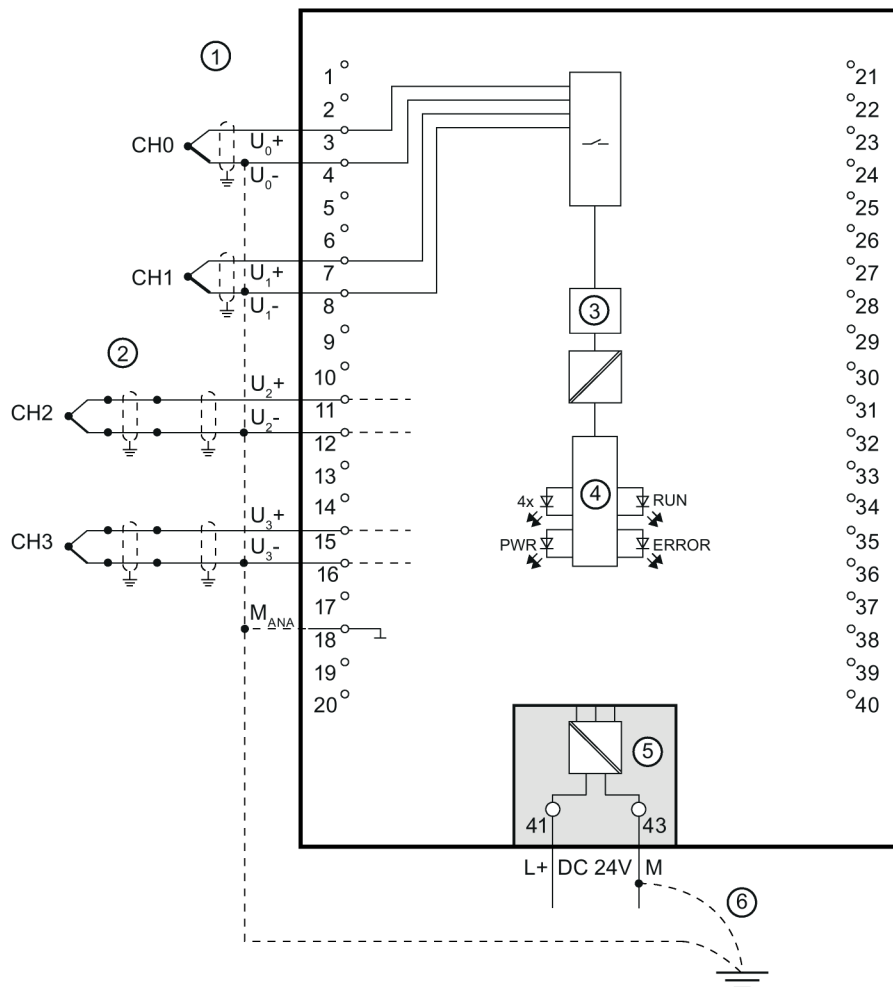 ①
1
21
2
22
CH0
U0+
3
23
U0-
4
24
5
25
6
26
CH1
U1+
7
27
U1-
8
28
③
9
29
②
10
30
CH2
U2+
11
31
U2-
12
32
13
33
4x
④
RUN
14
34
CH3
U3+
15
35
PWR
ERROR
U3-
16
36
17
37
MANA
18
38
19
39
20
40
⑤
41
43
L+ DC 24V M
⑥